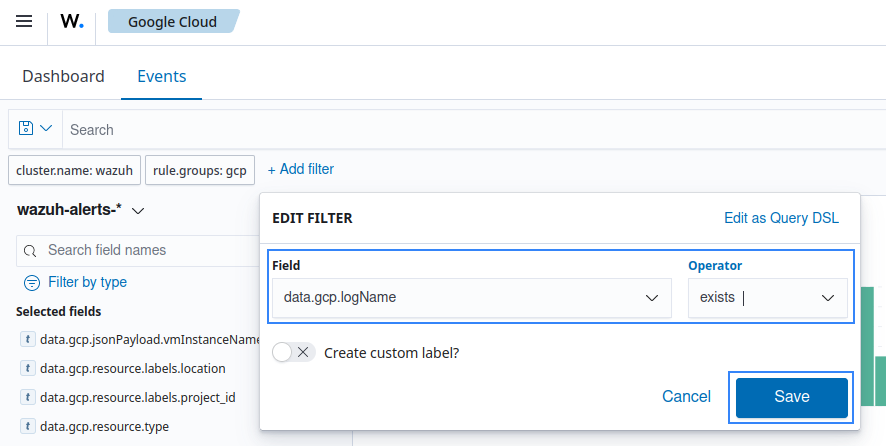 W. Google Cloud
Dashboard Events
Search
cluster.name: wazuh rule.groups: gcp + Add filter
wazuh-alerts-*
EDIT FILTER Edit as Query DSL
Search field names
Field Operator
Filter by type
data.gcp.logName exists
Selected fields
t data.gcp.jsonPayload.vmInstanceName
Create custom label?
t data.gcp.resource.labels.location
t data.gcp.resource.labels.project_id
Cancel Save
t data.gcp.resource.type